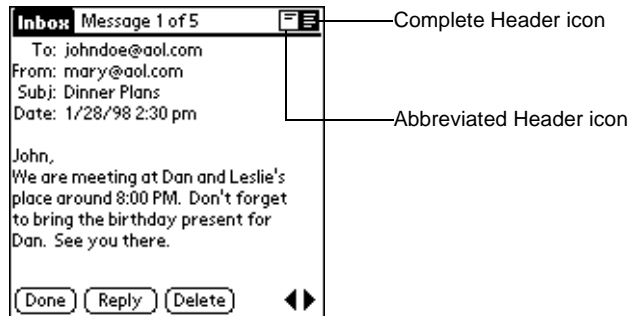 Inbox Message 1 of 5
Complete Header icon
To: johndoe@aol.com
From: mary@aol.com
Subj: Dinner Plans
Date: 1/28/98 2:30 pm
Abbreviated Header icon
John,
We are meeting at Dan and Leslie's
place around 8:00 PM. Don't forget
to bring the birthday present for
Dan. See you there.
Done Reply Delete